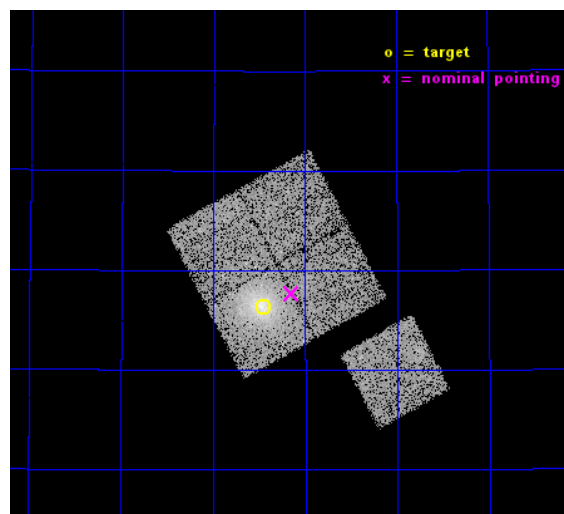 o = target
x = nominal pointing